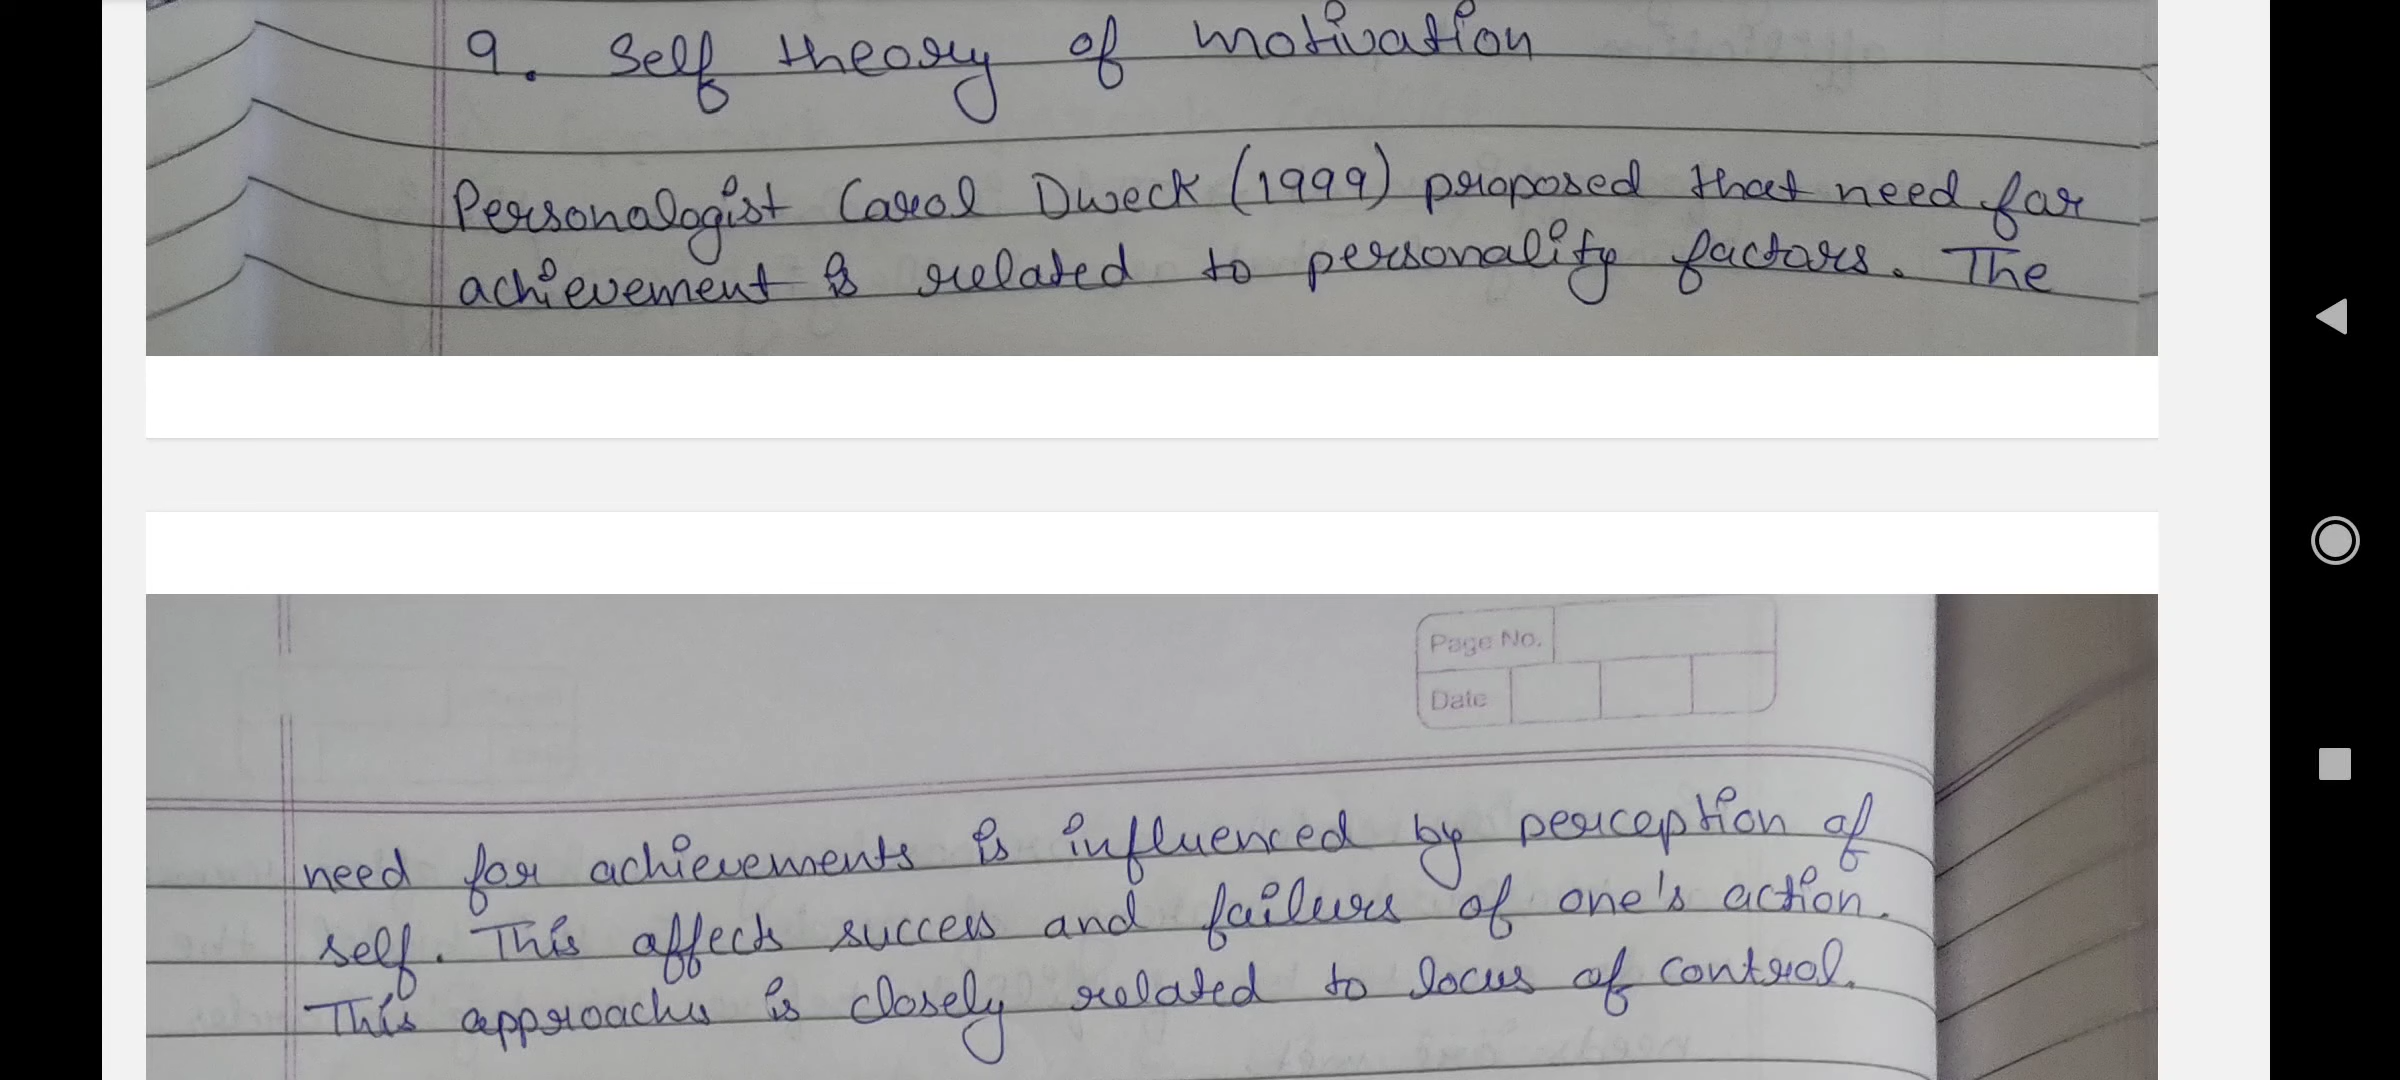 9. Self theory of motivation
Personalogist Carol Dweck (1999) proposed that need for
achievement is related to personality factors. The
Page No.
Date
need for achievements is influenced by perception of
self. This affects success and failure of one's action.
This approachs is closely related to locus of control.